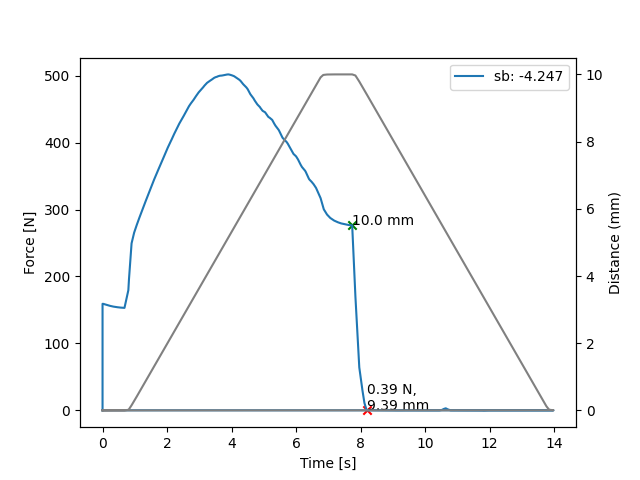 sb: -4.247
500
400
300
200
100
0
Force [N]
10
8
6
4
2
0
Distance (mm)
10.0 mm
0.39 N,
9.39 mm
0 2 4 6 8 10 12 14
Time [s]